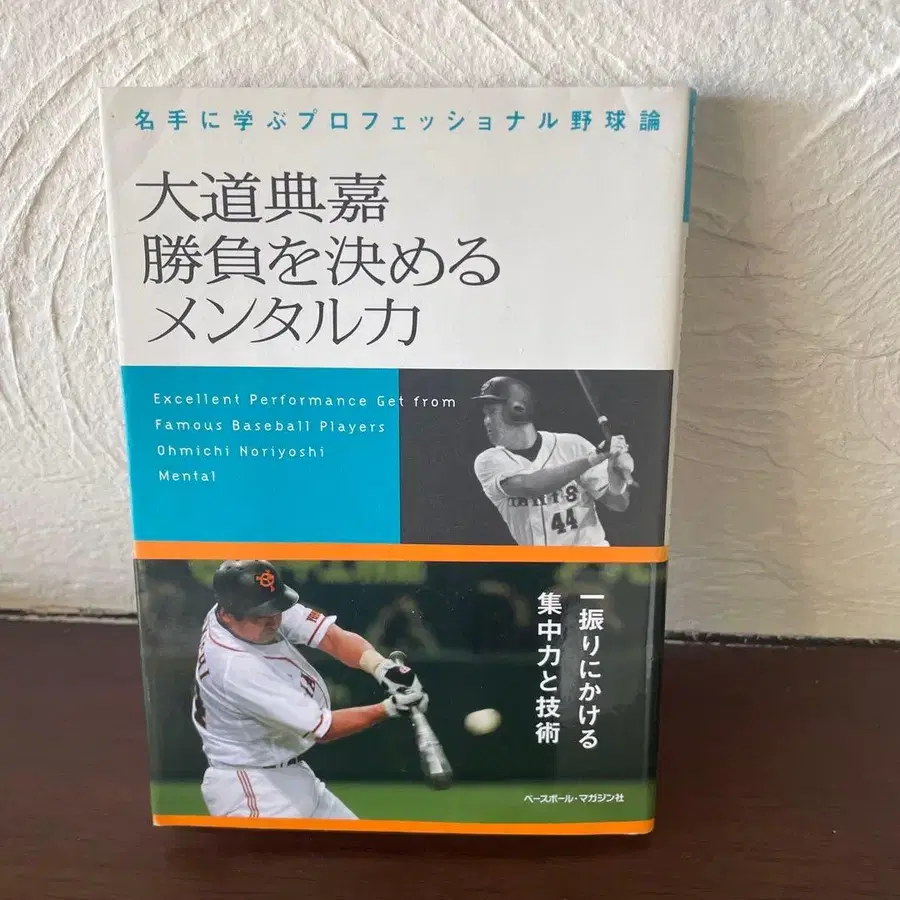 名手に学ぶプロフェッショナル野球論
大道典嘉
勝負を決める
メンタル力
Excellent Performance Get from
Famous Baseball Players
Ohmichi Noriyoshi
Mental
44
一振りにかける
集中力と技術
ベースボール・マガジン社